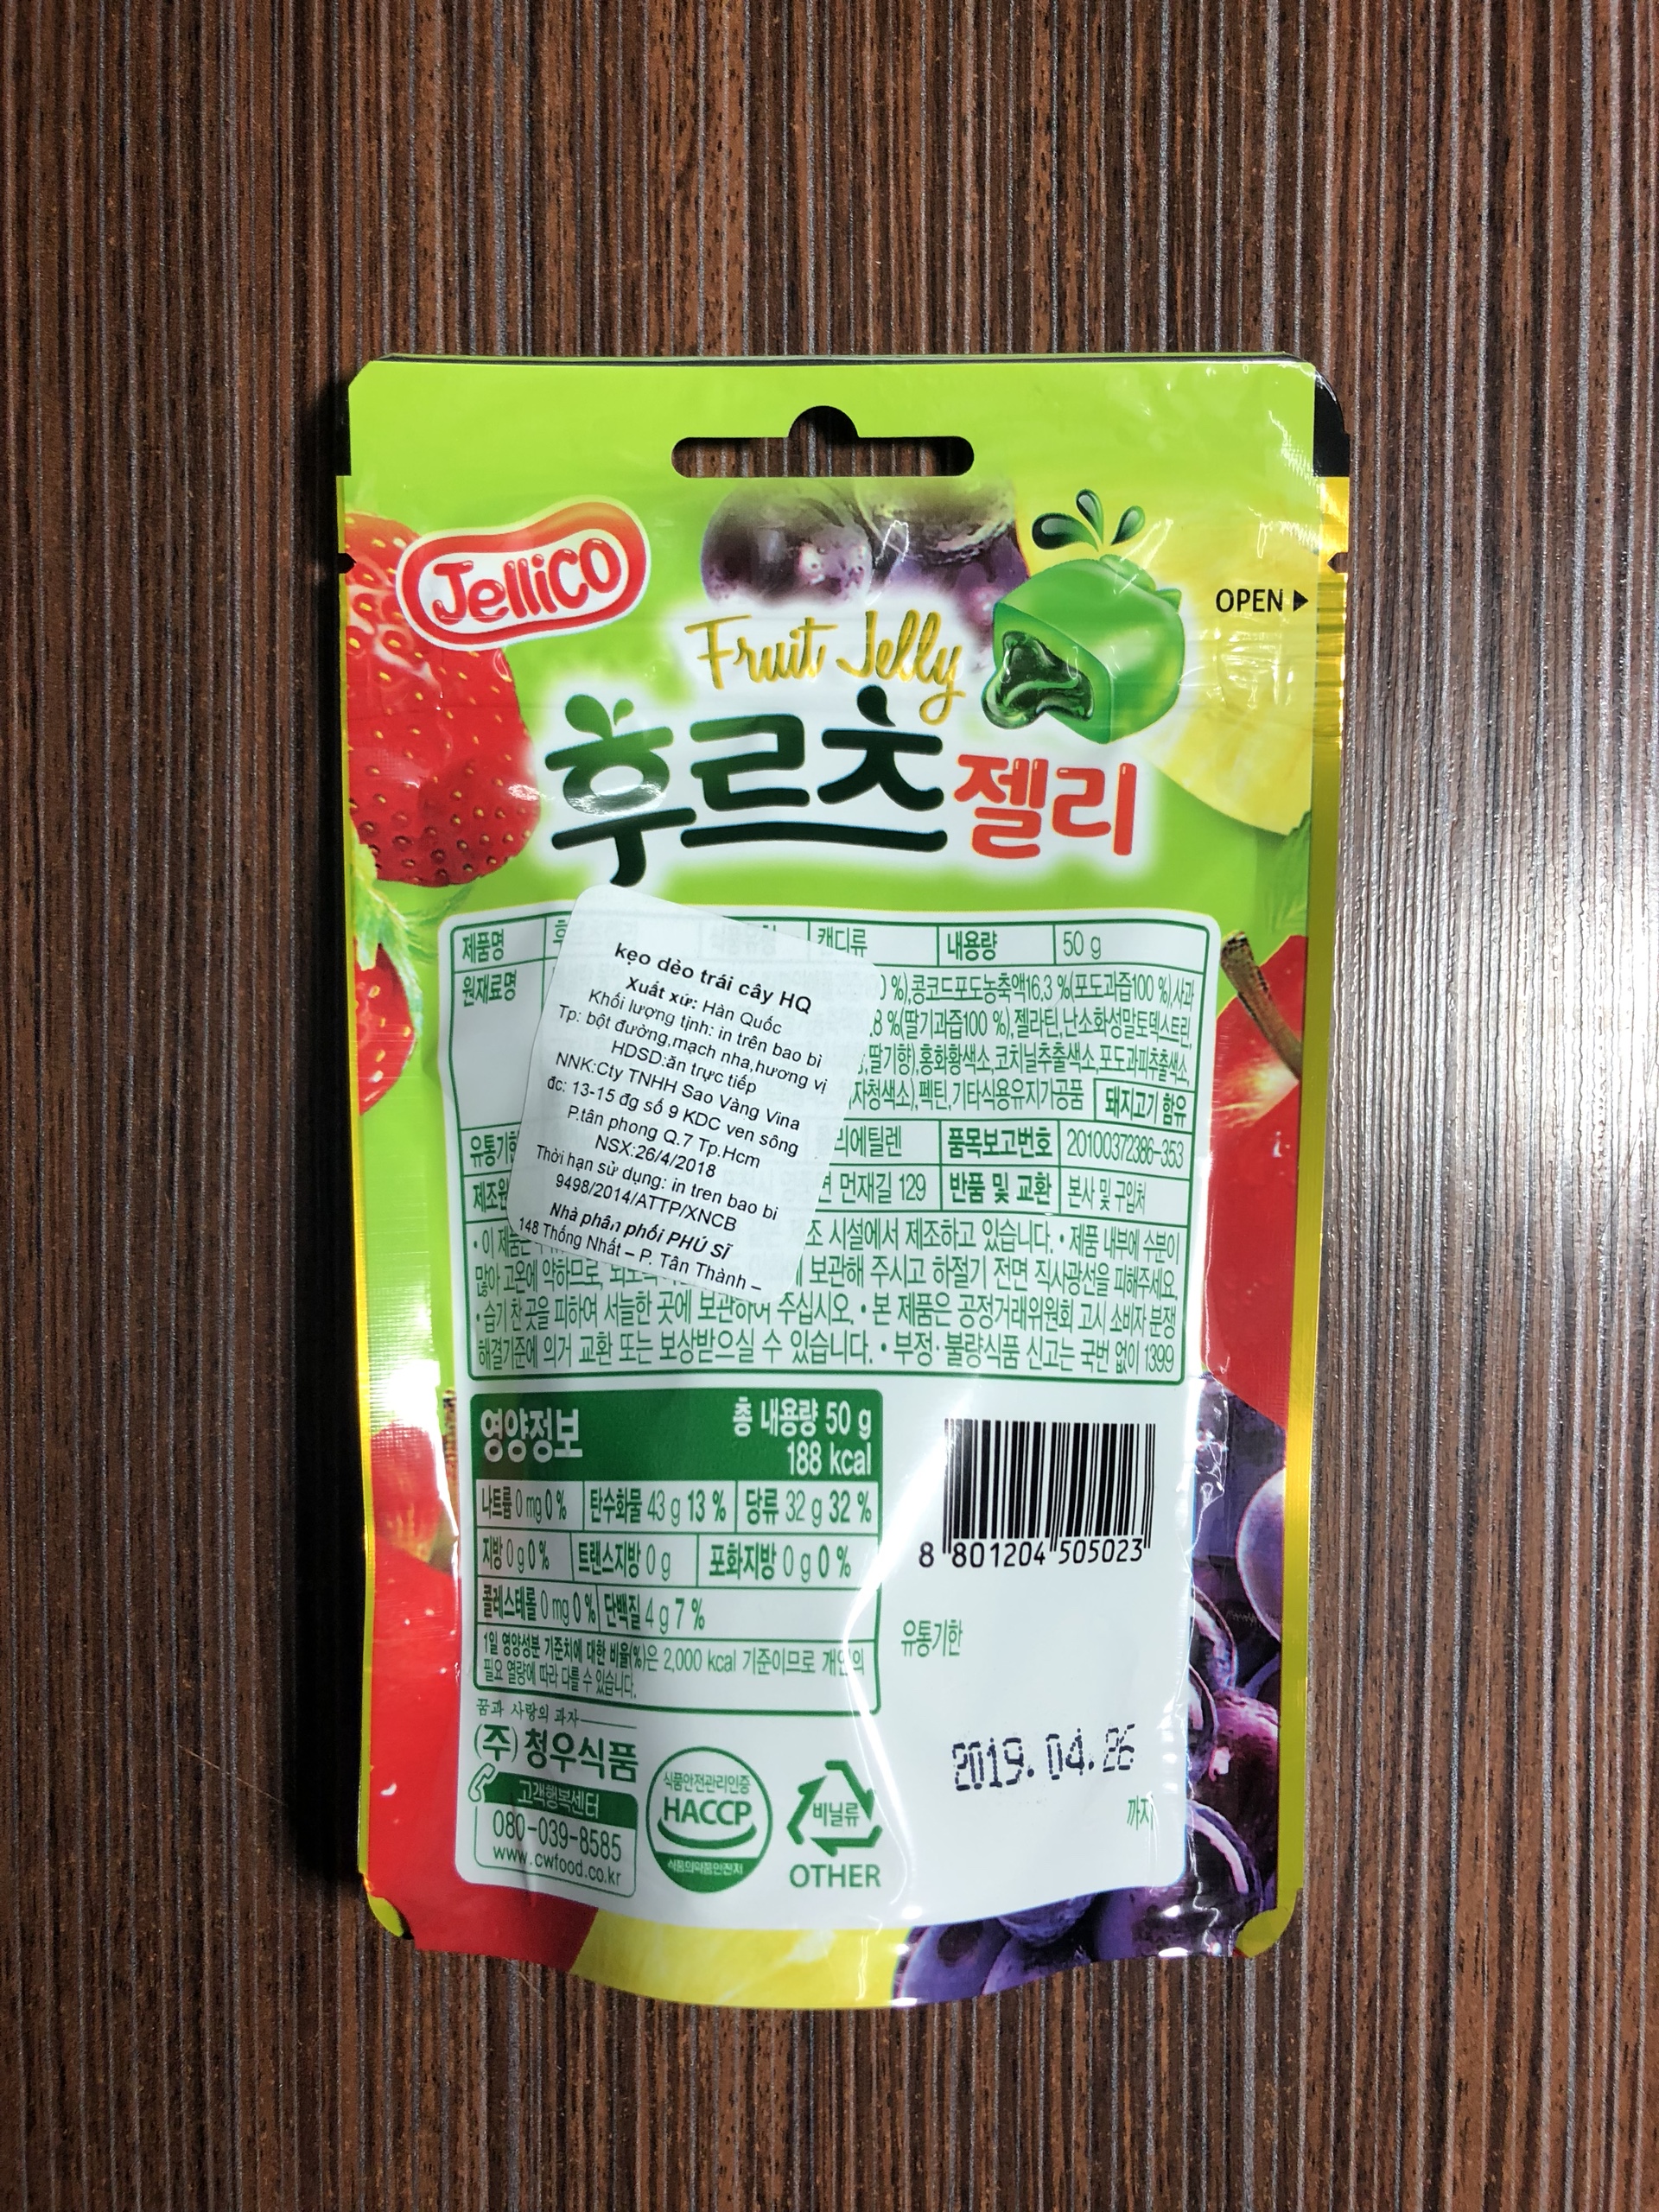 Jellico
OPEN
Fruit Jelly
후르츠 젤리
제품명 캔디류 내용량 50 g
원재료명
%),콩코드포도농축액16.3 %(포도과즙100 %),사과
.8 %(딸기과즙100 %),젤라틴,난소화성말토덱스트린,
딸기향),홍화황색소,코치닐추출색소,포도과피추출색소,
자청색소),펙틴,기타식용유지가공품 돼지고기 함유
리에틸렌 품목보고번호 20100372386-353
먼재길 129 반품 및 교환 본사 및 구입처
• 이 시설에서 제조하고 있습니다. • 제품 내부에 수분이
많아 고온에 약하므로, 보관해 주시고 하절기 전면 직사광선을 피해주세요.
• 습기 찬 곳을 피하여 서늘한 곳에 보관하여 주십시오. • 본 제품은 공정거래위원회 고시 소비자 분쟁
해결기준에 의거 교환 또는 보상받으실 수 있습니다. • 부정·불량식품 신고는 국번 없이 1399
kẹo dẻo trái cây HQ
Xuất xứ: Hàn Quốc
Khối lượng tịnh: in trên bao bì
Tp: bột đường,mạch nha,hương vị
HDSD:ăn trực tiếp
NNK:Cty TNHH Sao Vàng Vina
đc: 13-15 đg số 9 KDC ven sông
P.tân phong Q.7 Tp.Hcm
NSX:26/4/2018
Thời hạn sử dụng: in tren bao bi
9498/2014/ATTP/XNCB
Nhà phân phối PHÚ SĨ
148 Thống Nhất – P. Tân Thành –
영양정보 총 내용량 50 g
188 kcal
나트륨 0 mg 0 % 탄수화물 43 g 13 % 당류 32 g 32 %
지방 0 g 0 % 트랜스지방 0 g 포화지방 0 g 0 %
콜레스테롤 0 mg 0 % 단백질 4 g 7 %
1일 영양성분 기준치에 대한 비율(%)은 2,000 kcal 기준이므로 개인의
필요 열량에 따라 다를 수 있습니다.
8 801204 505023
유통기한
2019.04.26
까지
꿈과 사랑의 과자
(주)청우식품
고객행복센터
080-039-8585
www.cwfood.co.kr
식품안전관리인증
HACCP
식품의약품안전처
비닐류
OTHER